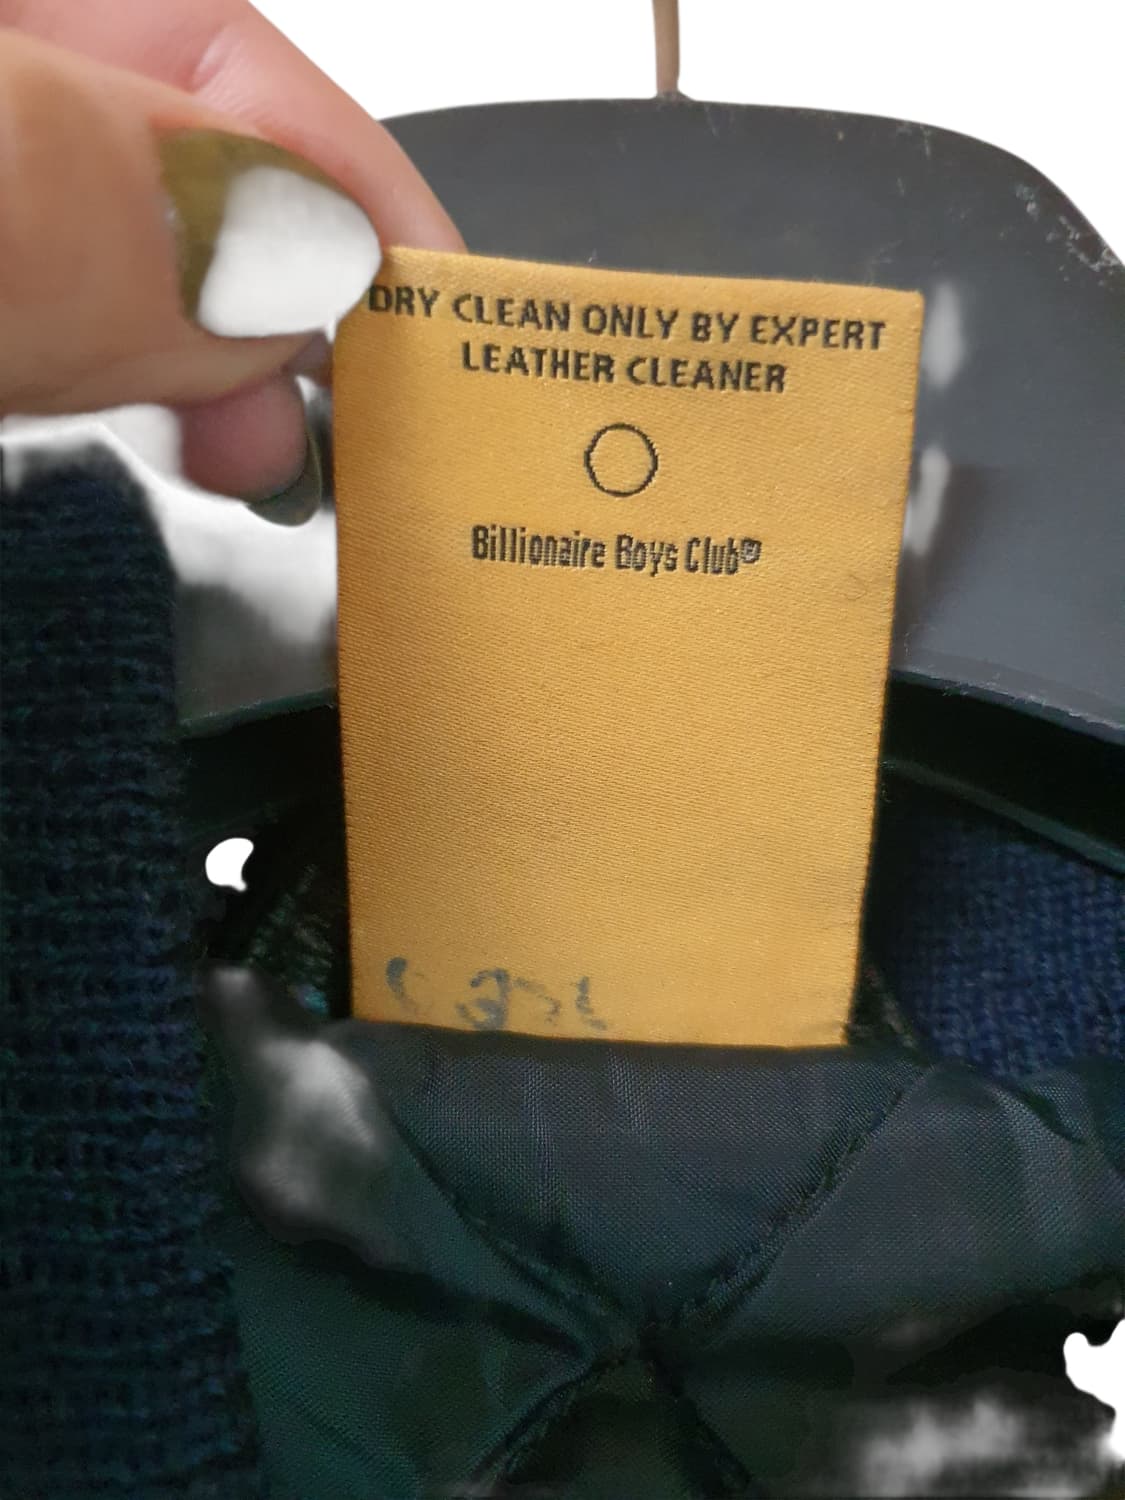 DRY CLEAN ONLY BY EXPERT
LEATHER CLEANER
Billionaire Boys Club®